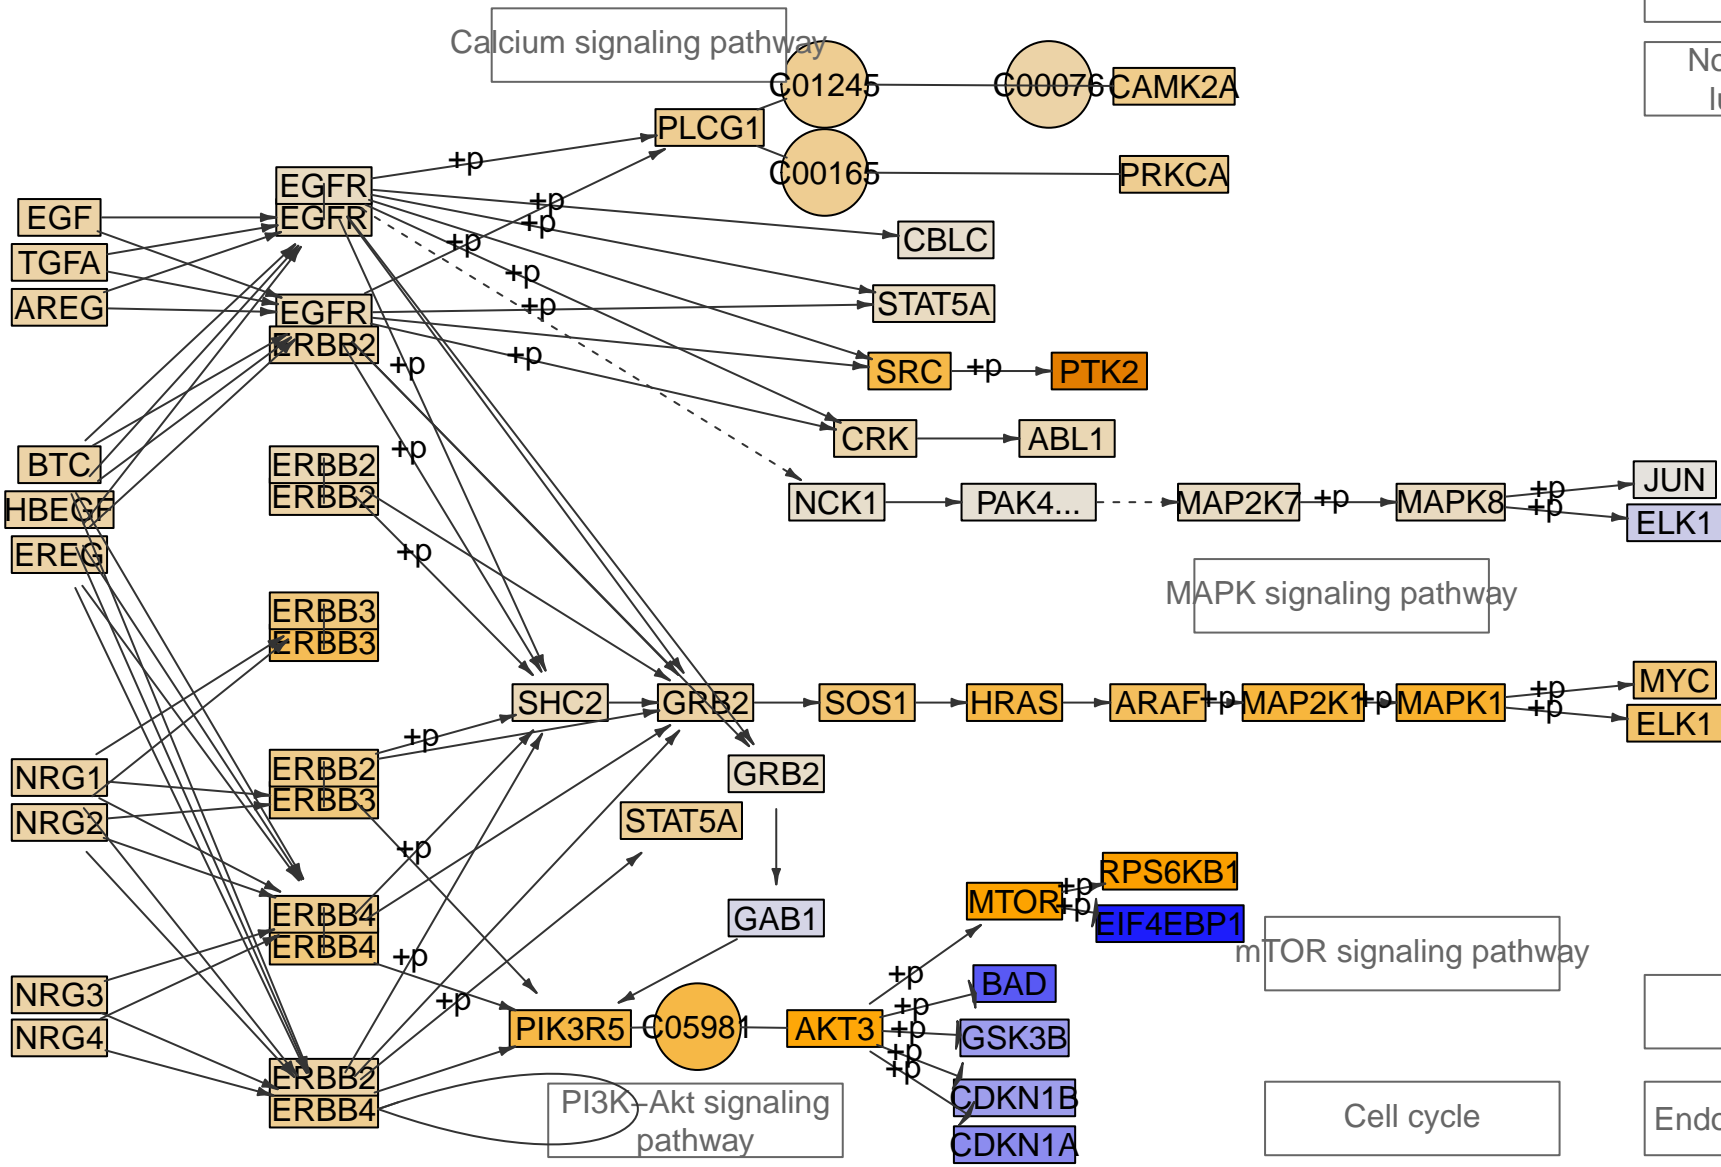 Calcium signaling pathway
No
lu
C01245
C00076
CAMK2A
PLCG1
C00165
PRKCA
+p
EGFR
EGFR
EGF
TGFA
AREG
+p
+p
+p
+p
+p
+p
+p
CBLC
STAT5A
EGFR
ERBB2
SRC
+p
PTK2
CRK
ABL1
BTC
HBEGF
EREG
ERBB2
ERBB2
+p
+p
NCK1
PAK4...
MAP2K7
+p
MAPK8
+p
+p
JUN
ELK1
MAPK signaling pathway
ERBB3
ERBB3
SHC2
GRB2
SOS1
HRAS
ARAF
+p
MAP2K1
+p
MAPK1
+p
+p
MYC
ELK1
NRG1
NRG2
ERBB2
ERBB3
+p
GRB2
STAT5A
+p
ERBB4
ERBB4
+p
GAB1
MTOR
+p
+p
RPS6KB1
EIF4EBP1
mTOR signaling pathway
NRG3
NRG4
+p
PIK3R5
C05981
AKT3
+p
+p
+p
+p
+p
BAD
GSK3B
CDKN1B
CDKN1A
ERBB2
ERBB4
PI3K-Akt signaling
pathway
Cell cycle
Endo